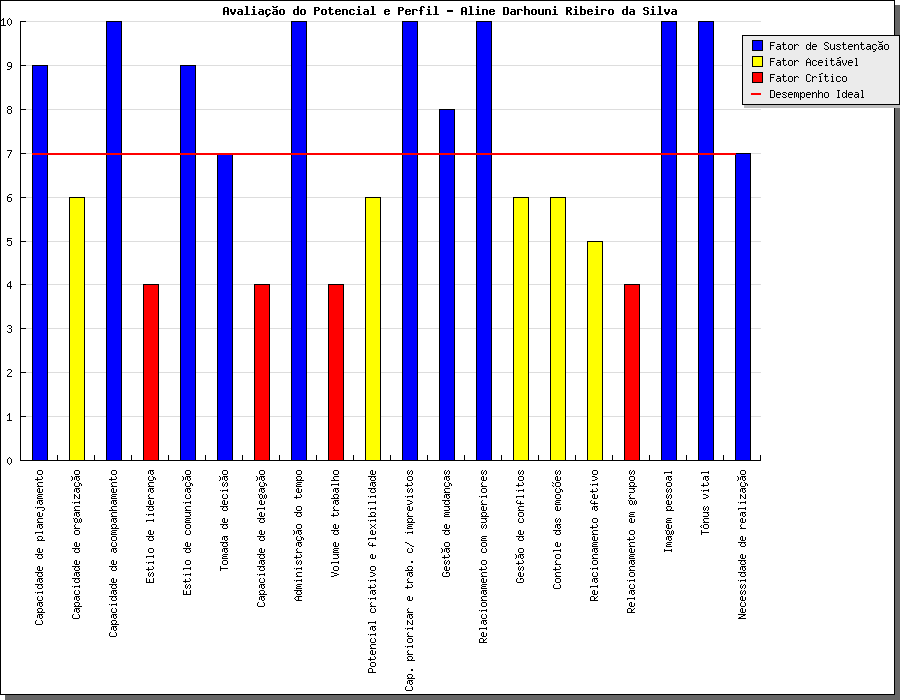 Avaliação do Potencial e Perfil - Aline Darhouni Ribeiro da Silva
Fator de Sustentação
Fator Aceitável
Fator Crítico
Desempenho Ideal
10
9
8
7
6
5
4
3
2
1
0
Capacidade de planejamento
Capacidade de organização
Capacidade de acompanhamento
Estilo de liderança
Estilo de comunicação
Tomada de decisão
Capacidade de delegação
Administração do tempo
Volume de trabalho
Potencial criativo e flexibilidade
Cap. priorizar e trab. c/ imprevistos
Gestão de mudanças
Relacionamento com superiores
Gestão de conflitos
Controle das emoções
Relacionamento afetivo
Relacionamento em grupos
Imagem pessoal
Tônus vital
Necessidade de realização